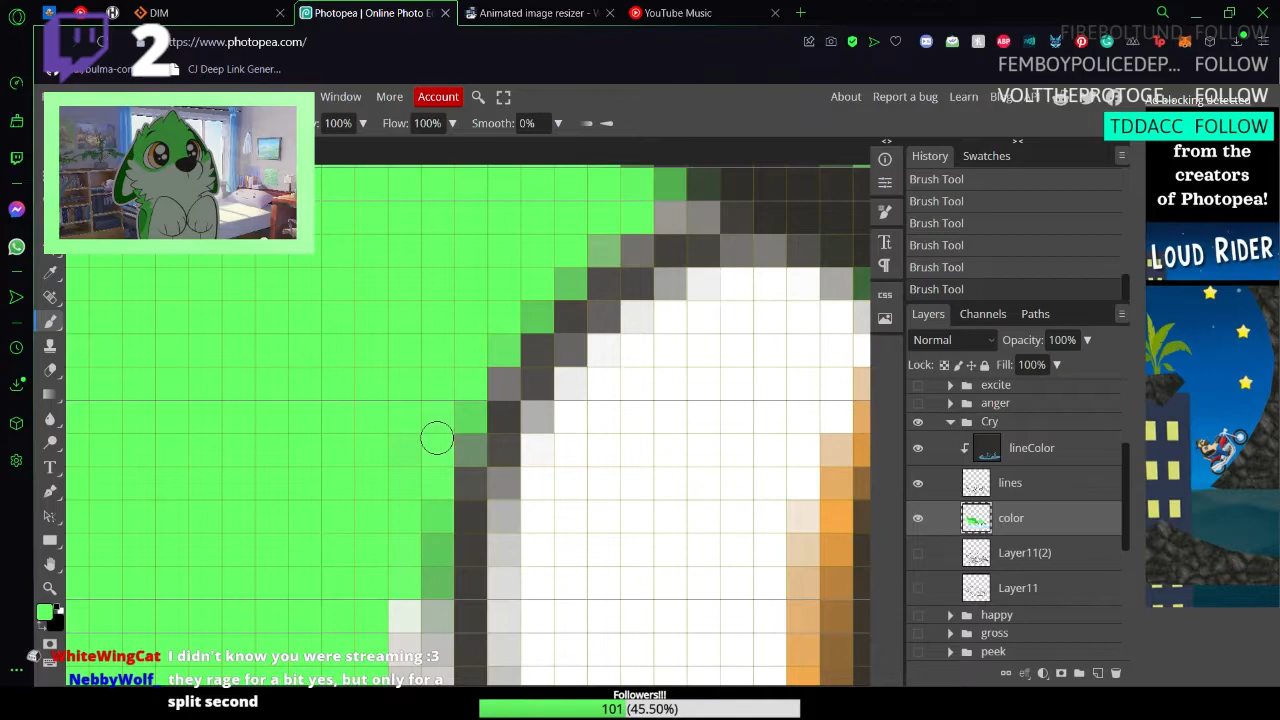 DIM
Photopea | Online Photo E
Animated image resizer - W
YouTube Music
FIREBOLTUND FOLLOW
2
https://www.photopea.com/
FEMBOYPOLICEDEP... FOLLOW
CJ Deep Link Gener...
FOLLOW
Window
More
Account
About
Report a bug
Learn
TDDACC FOLLOW
100%
Flow: 100%
Smooth: 0%
from the
creators
of Photopea!
History
Swatches
Brush Tool
Brush Tool
Brush Tool
Brush Tool
Brush Tool
Brush Tool
LOUD RIDER
CSS
Layers
Channels
Paths
Normal
Opacity: 100%
Lock:
Fill: 100%
excite
anger
Cry
lineColor
lines
color
Layer11(2)
Layer11
happy
gross
peek
WhiteWingCat I didn't know you were streaming :3
NebbyWolf they rage for a bit yes, but only for a
split second
Followers!!!
101 (45.50%)